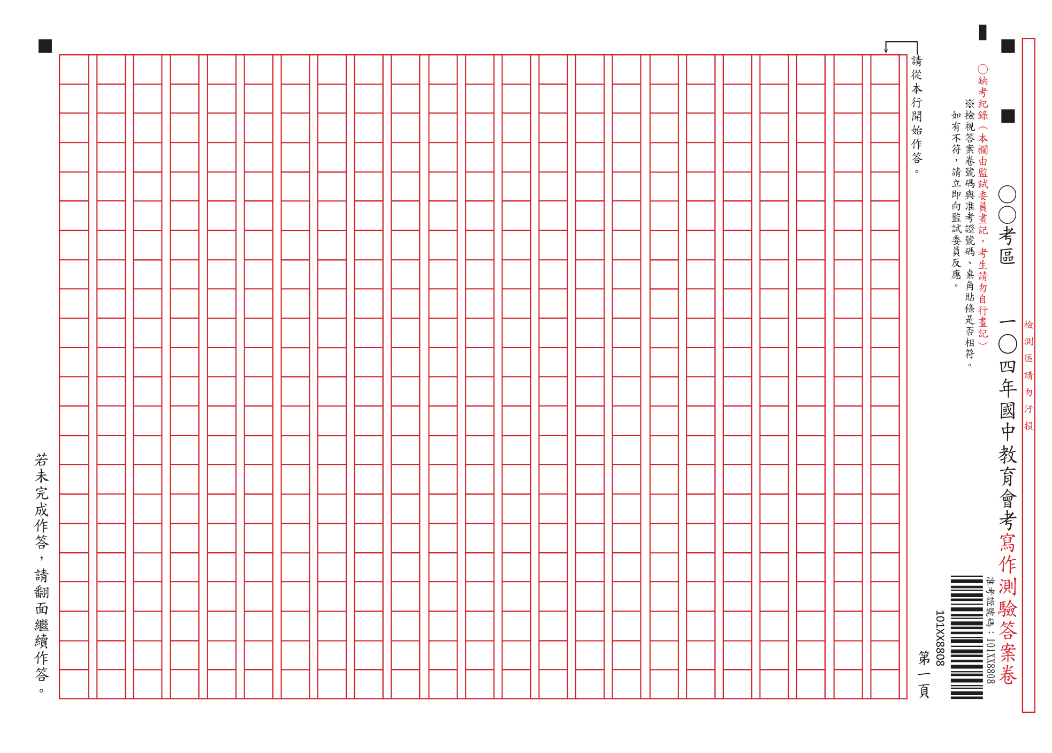 檢測區請勿汙損
○○考區 一○四年國中教育會考寫作測驗答案卷
准考證號碼：101XX8808
○缺考紀錄（本欄由監試委員畫記，考生請勿自行畫記）
※檢視答案卷號碼與准考證號碼、桌角貼條是否相符。
如有不符，請立即向監試委員反應。
101XX8808
第一頁
請從本行開始作答。
若未完成作答，請翻面繼續作答。